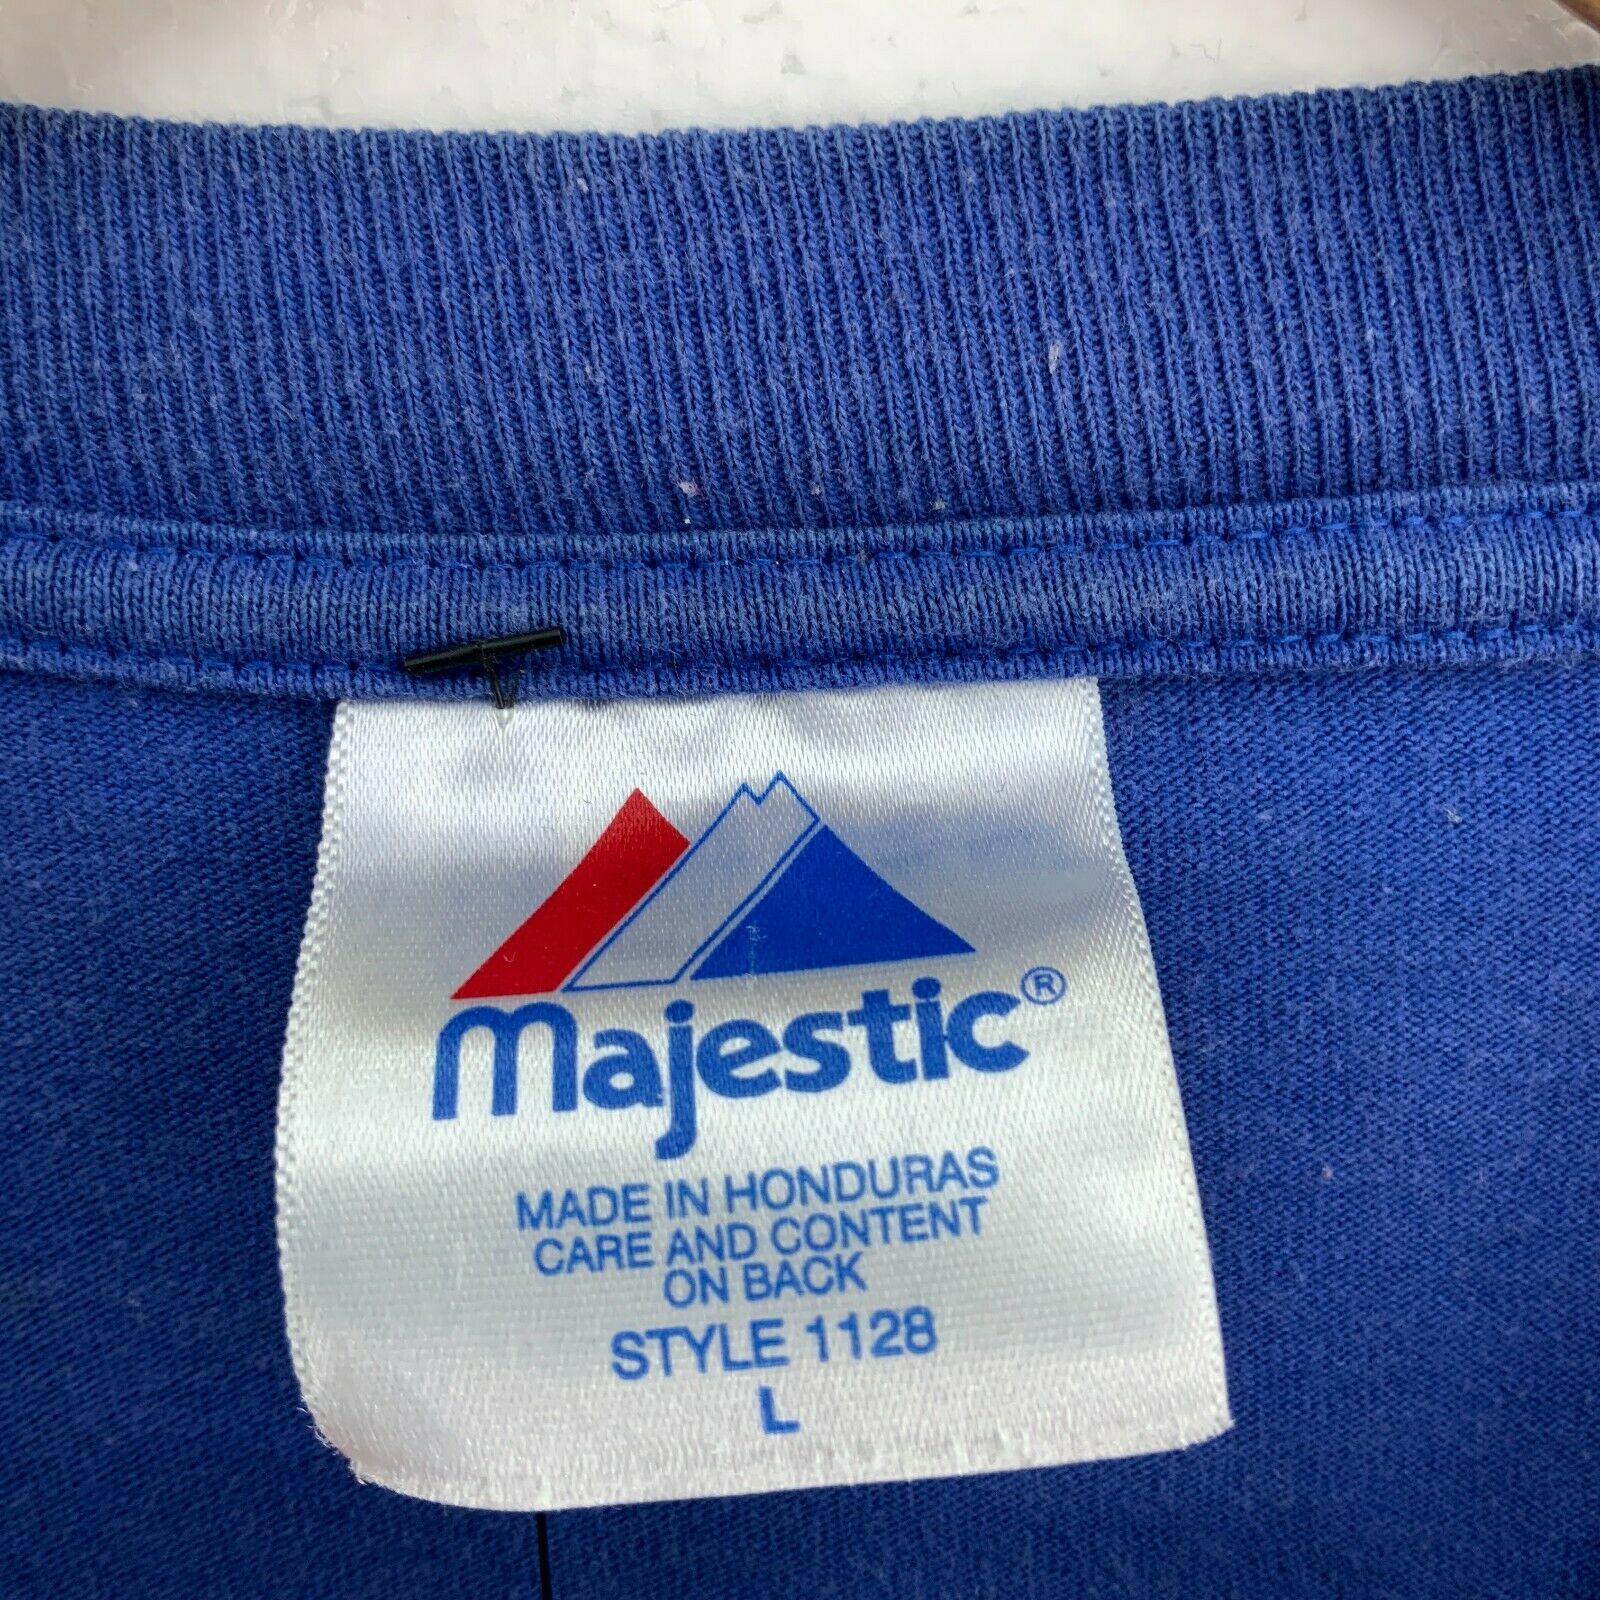 majestic®
MADE IN HONDURAS
CARE AND CONTENT
ON BACK
STYLE 1128
L